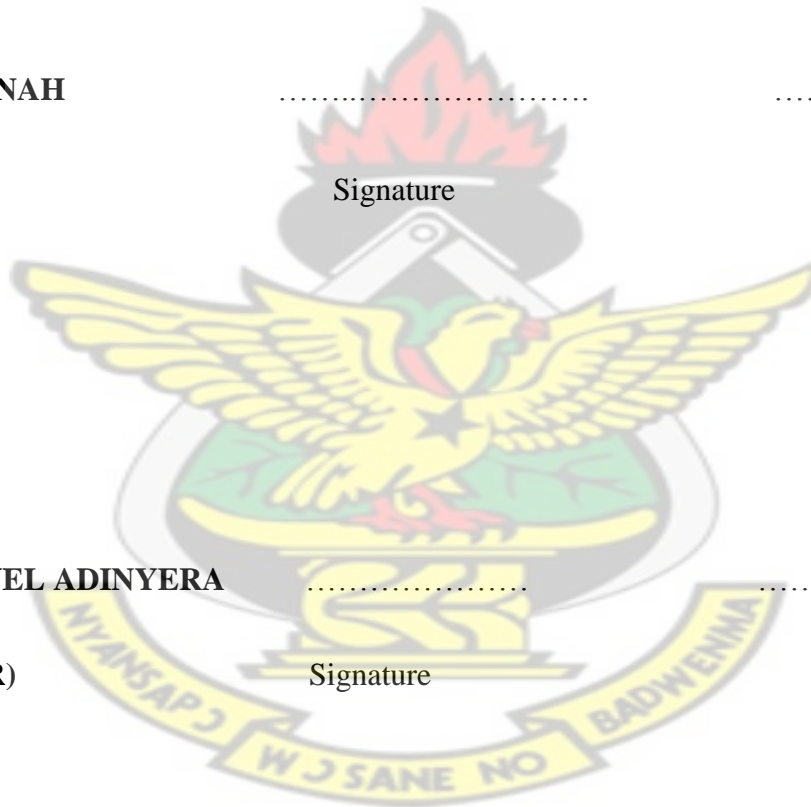 NAH ……..…………………. ….
Signature
EL ADINYERA ………………… ….
R) Signature
NYANSAPƆ WƆSANE NO BADWENMA